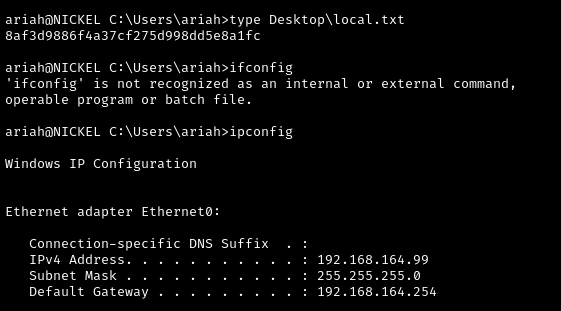 ariah@NICKEL C:\Users\ariah>type Desktop\local.txt
8af3d9886f4a37cf275d998dd5e8a1fc
ariah@NICKEL C:\Users\ariah>ifconfig
'ifconfig' is not recognized as an internal or external command,
operable program or batch file.
ariah@NICKEL C:\Users\ariah>ipconfig
Windows IP Configuration
Ethernet adapter Ethernet0:
   Connection-specific DNS Suffix  . :
   IPv4 Address. . . . . . . . . . . : 192.168.164.99
   Subnet Mask . . . . . . . . . . . : 255.255.255.0
   Default Gateway . . . . . . . . . : 192.168.164.254